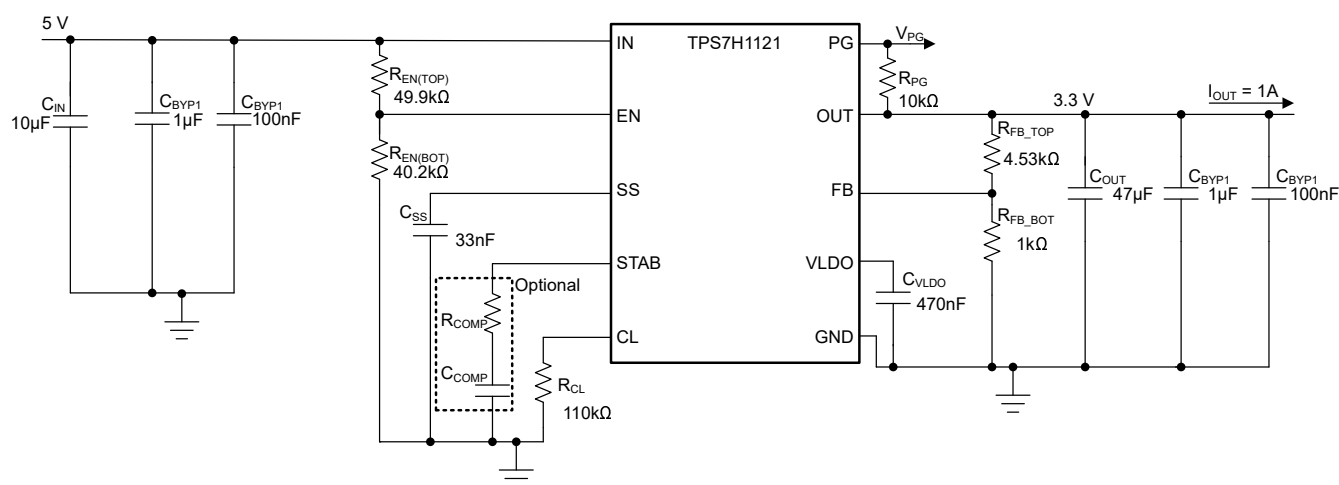 5 V
C_IN
10µF
C_BYP1
1µF
C_BYP1
100nF
R_EN(TOP)
49.9kΩ
R_EN(BOT)
40.2kΩ
C_SS
33nF
Optional
R_COMP
C_COMP
R_CL
110kΩ
IN
EN
SS
STAB
CL
TPS7H1121
PG
OUT
FB
VLDO
GND
V_PG
R_PG
10kΩ
3.3 V
I_OUT = 1A
R_FB_TOP
4.53kΩ
R_FB_BOT
1kΩ
C_VLDO
470nF
C_OUT
47µF
C_BYP1
1µF
C_BYP1
100nF